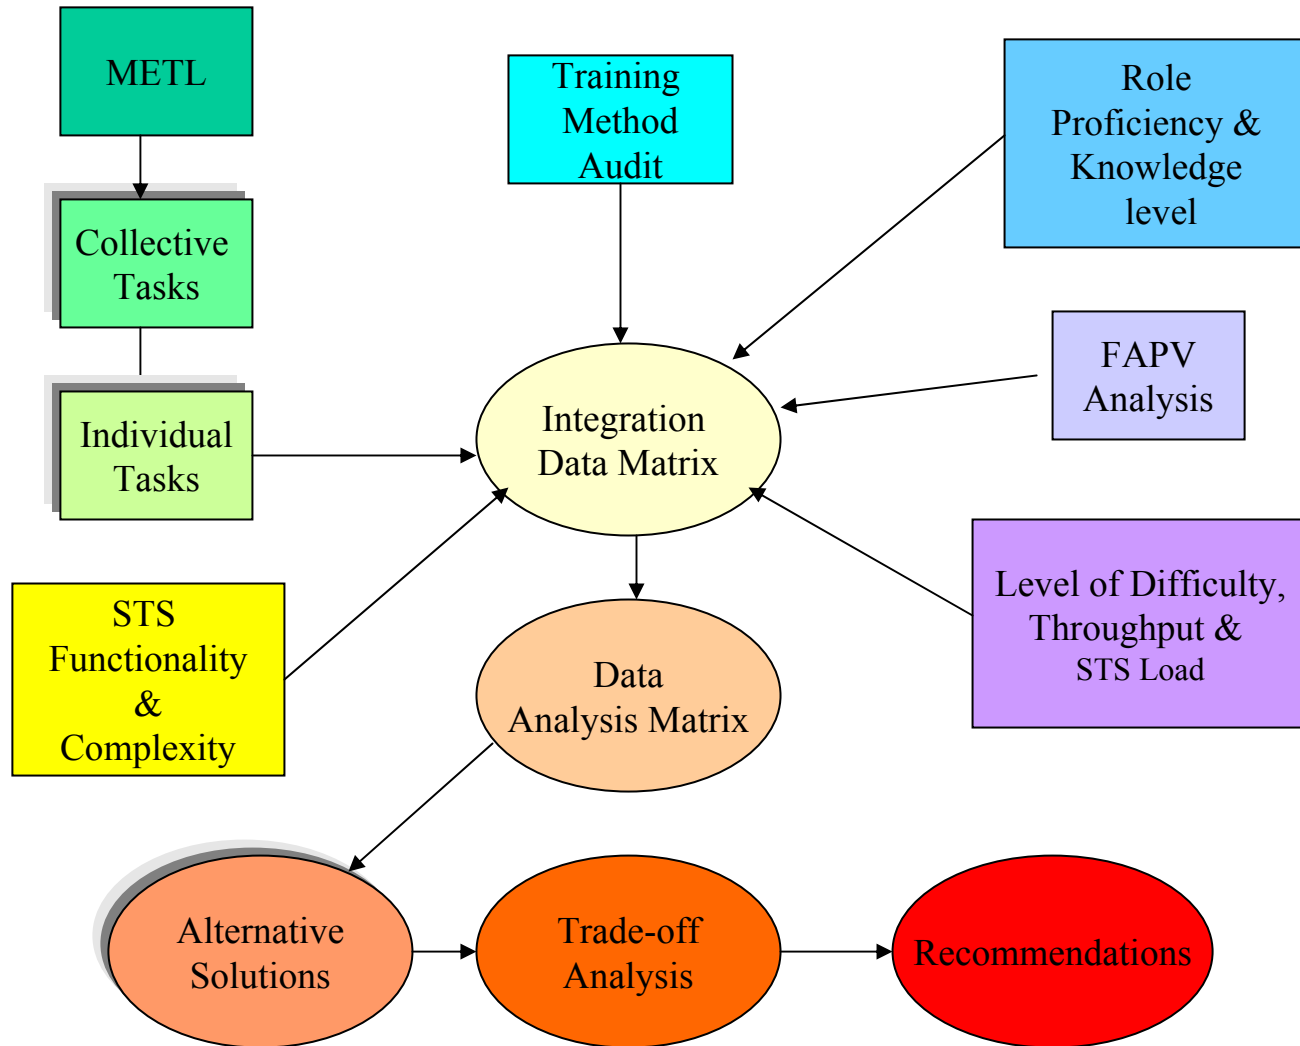 METL
Training
Method
Audit
Role
Proficiency &
Knowledge
level
Collective
Tasks
FAPV
Analysis
Individual
Tasks
Integration
Data Matrix
STS
Functionality
&
Complexity
Level of Difficulty,
Throughput &
STS Load
Data
Analysis Matrix
Alternative
Solutions
Trade-off
Analysis
Recommendations